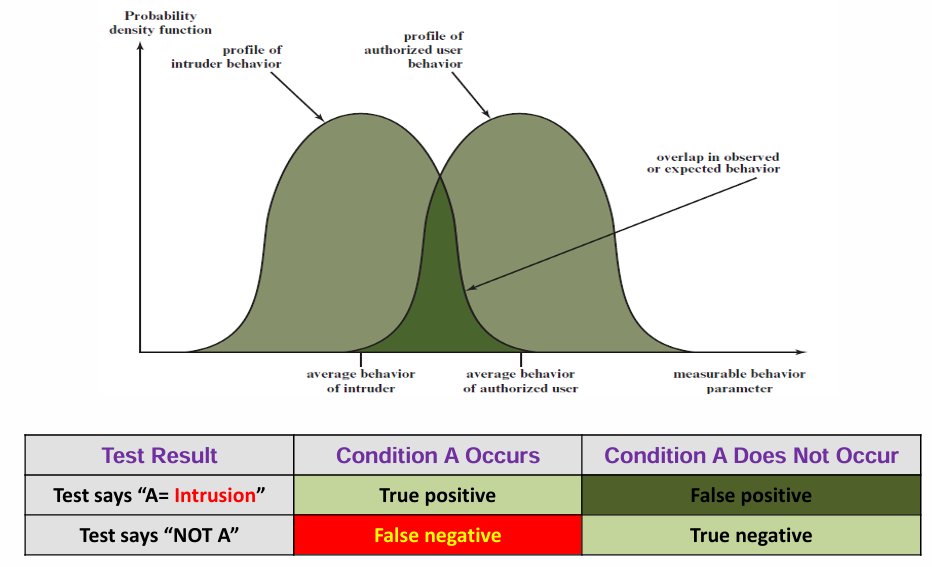 Probability
density function
profile of
intruder behavior
profile of
authorized user
behavior
overlap in observed
or expected behavior
average behavior
of intruder
average behavior
of authorized user
measurable behavior
parameter
Test Result
Condition A Occurs
Condition A Does Not Occur
Test says “A= Intrusion”
True positive
False positive
Test says “NOT A”
False negative
True negative